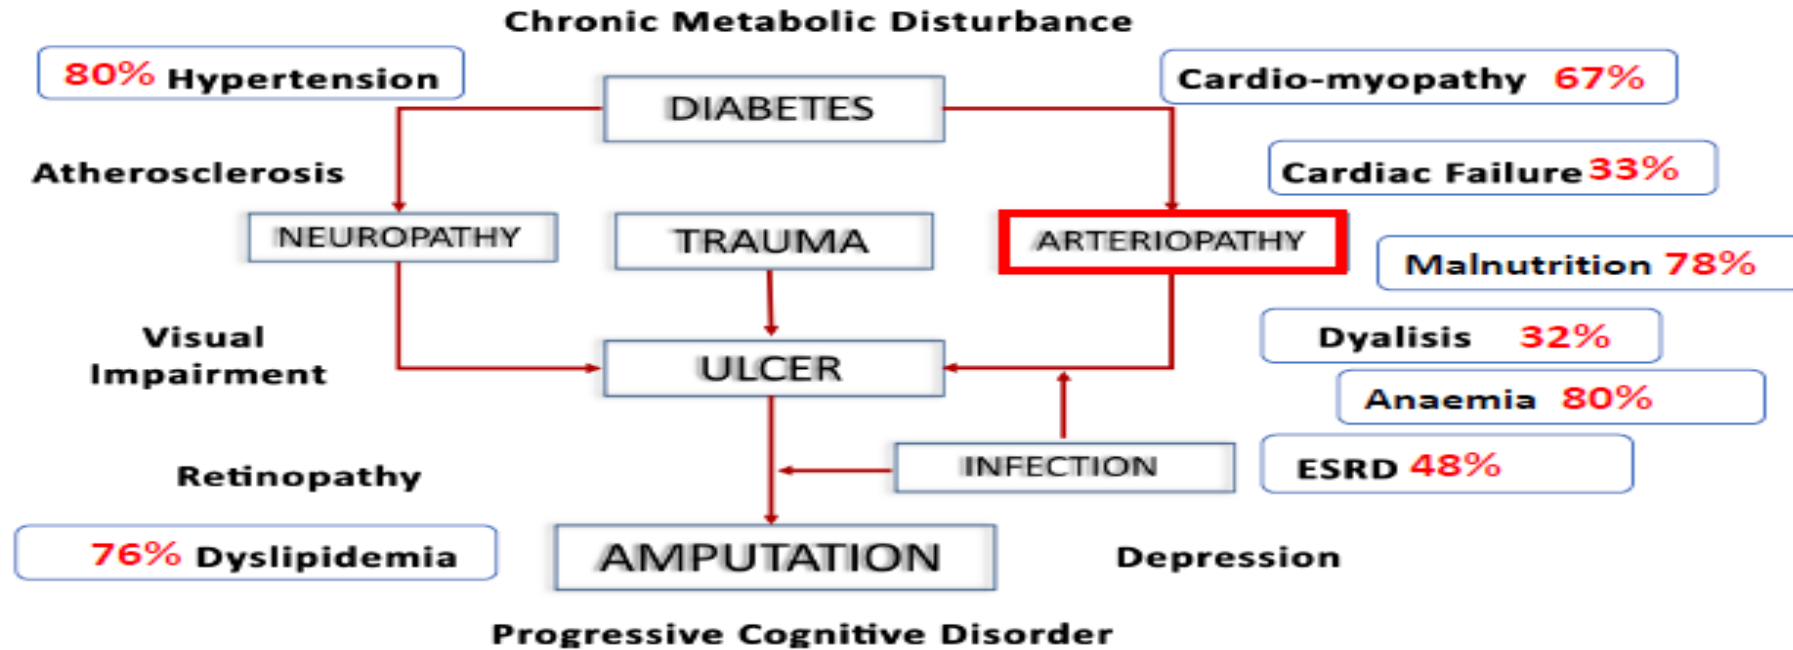 Chronic Metabolic Disturbance
80% Hypertension
DIABETES
Cardio-myopathy 67%
Atherosclerosis
Cardiac Failure 33%
NEUROPATHY
TRAUMA
ARTERIOPATHY
Malnutrition 78%
Visual
Impairment
ULCER
Dyalisis 32%
Anaemia 80%
Retinopathy
INFECTION
ESRD 48%
76% Dyslipidemia
AMPUTATION
Depression
Progressive Cognitive Disorder